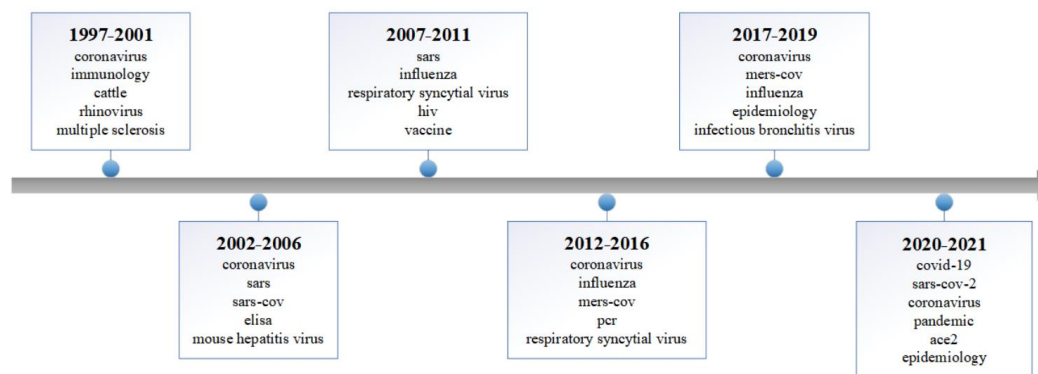 1997-2001
coronavirus
immunology
cattle
rhinovirus
multiple sclerosis
2002-2006
coronavirus
sars
sars-cov
elisa
mouse hepatitis virus
2007-2011
sars
influenza
respiratory syncytial virus
hiv
vaccine
2012-2016
coronavirus
influenza
mers-cov
pcr
respiratory syncytial virus
2017-2019
coronavirus
mers-cov
influenza
epidemiology
infectious bronchitis virus
2020-2021
covid-19
sars-cov-2
coronavirus
pandemic
ace2
epidemiology